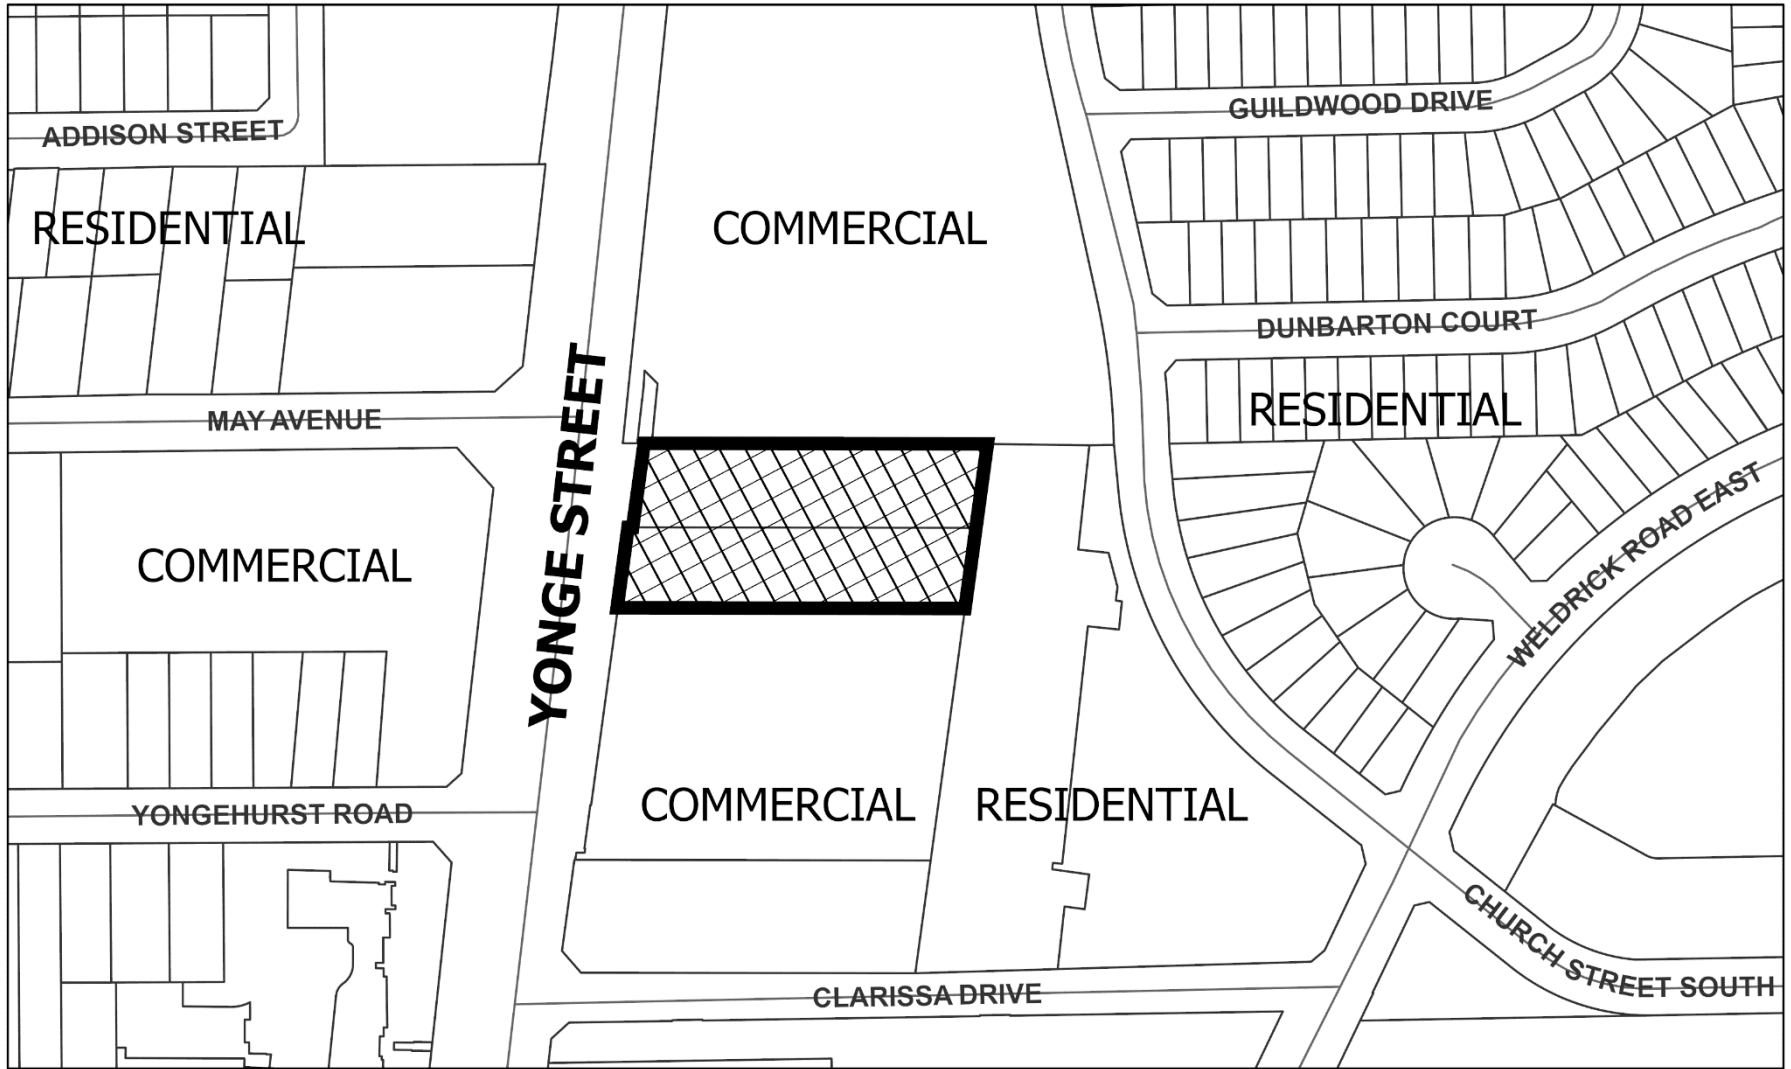 GUILDWOOD DRIVE
ADDISON STREET
RESIDENTIAL
COMMERCIAL
DUNBARTON COURT
RESIDENTIAL
MAY AVENUE
YONGE STREET
COMMERCIAL
WELDRICK ROAD EAST
COMMERCIAL
RESIDENTIAL
YONGEHURST ROAD
CHURCH STREET SOUTH
CLARISSA DRIVE